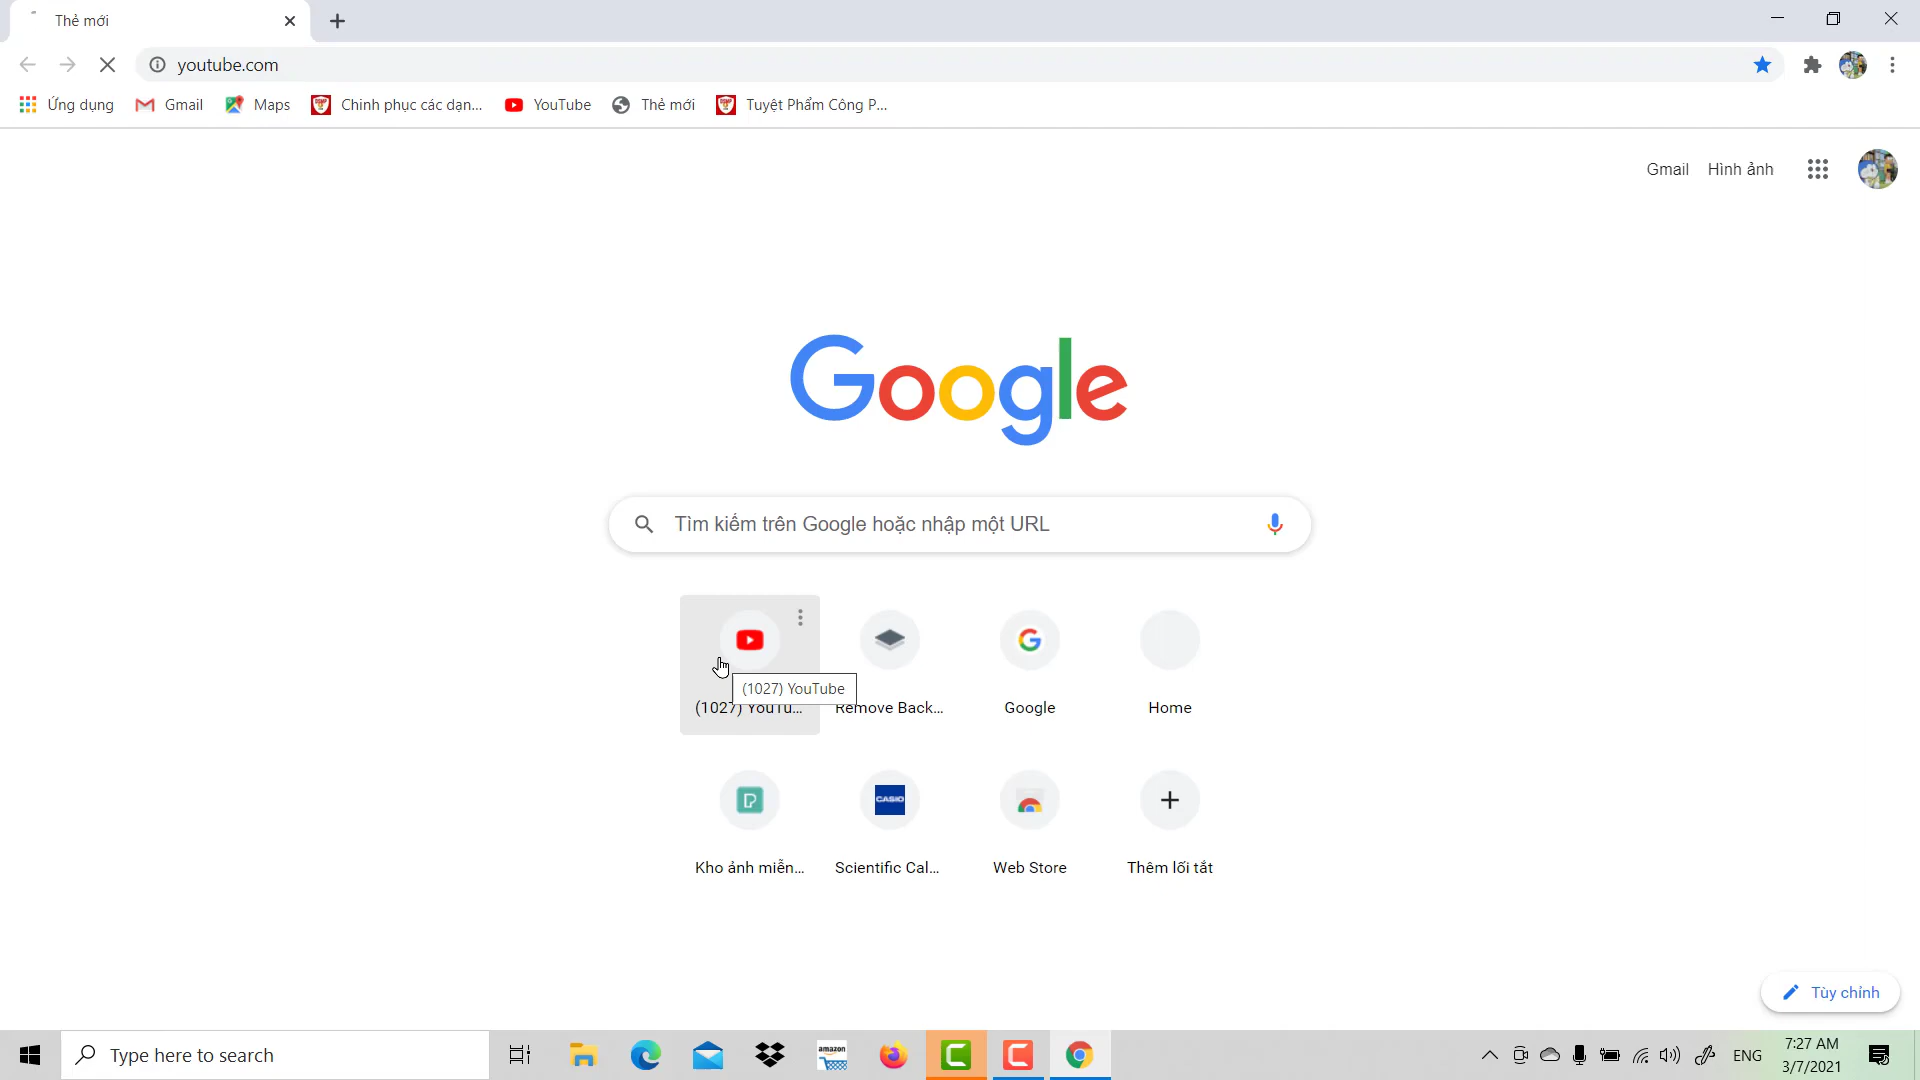 Thẻ mới
youtube.com
Ứng dụng Gmail Maps Chinh phục các dạn... YouTube Thẻ mới Tuyệt Phẩm Công P...
Gmail Hình ảnh
Google
Tìm kiếm trên Google hoặc nhập một URL
(1027) YouTube
(1027) YouTu... Remove Back... Google Home
CASIO
Kho ảnh miễn... Scientific Cal... Web Store Thêm lối tắt
Tùy chỉnh
Type here to search
amazon
ENG
7:27 AM
3/7/2021